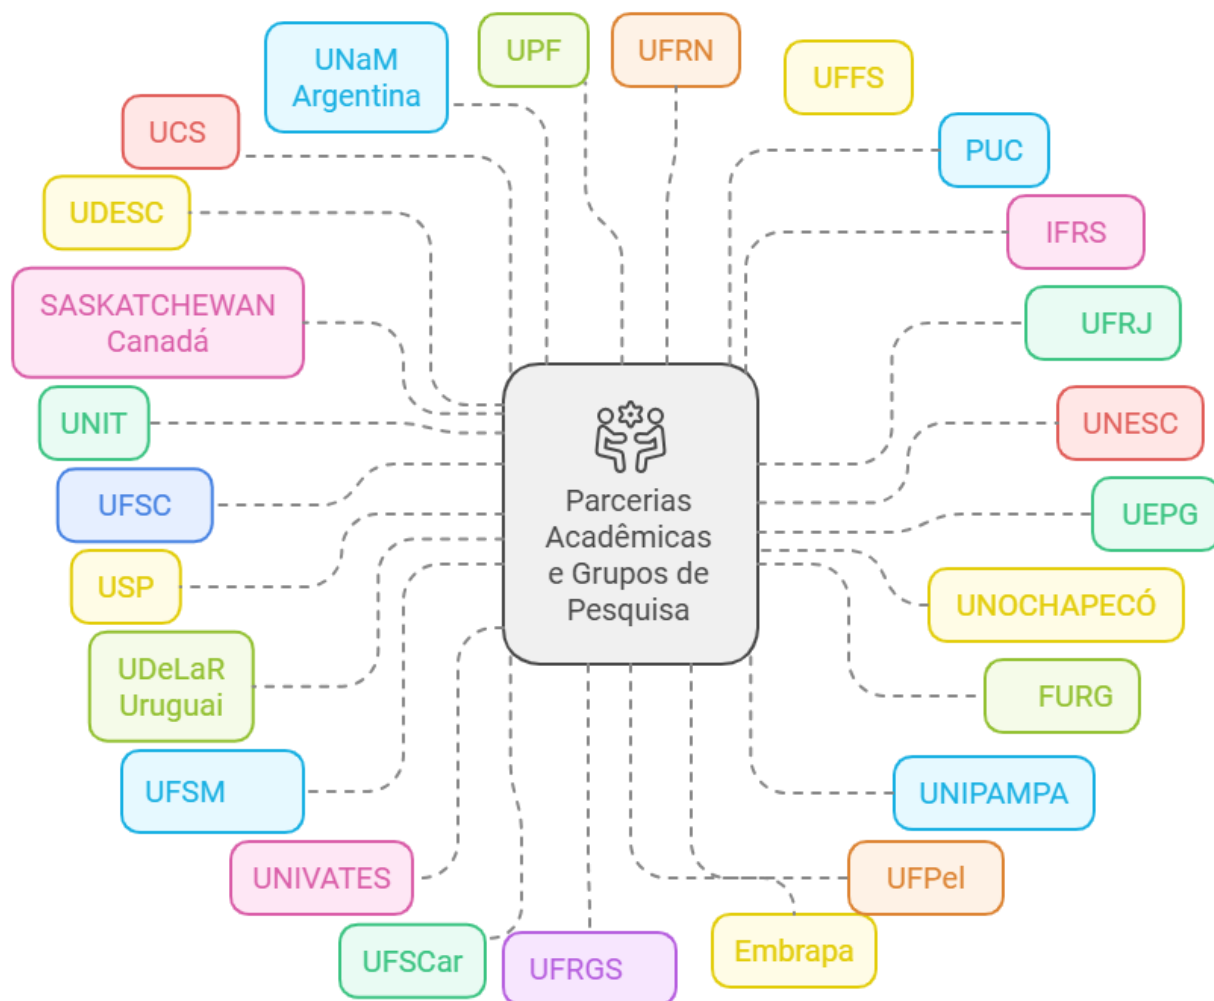 UNaM
Argentina
UPF
UFRN
UFFS
UCS
PUC
UDESC
IFRS
SASKATCHEWAN
Canadá
UFRJ
UNIT
UNESC
UFSC
UEPG
Parcerias
Acadêmicas
e Grupos de
Pesquisa
USP
UNOCHAPECÓ
UDeLaR
Uruguai
FURG
UFSM
UNIPAMPA
UNIVATES
UFPel
UFSCar
UFRGS
Embrapa